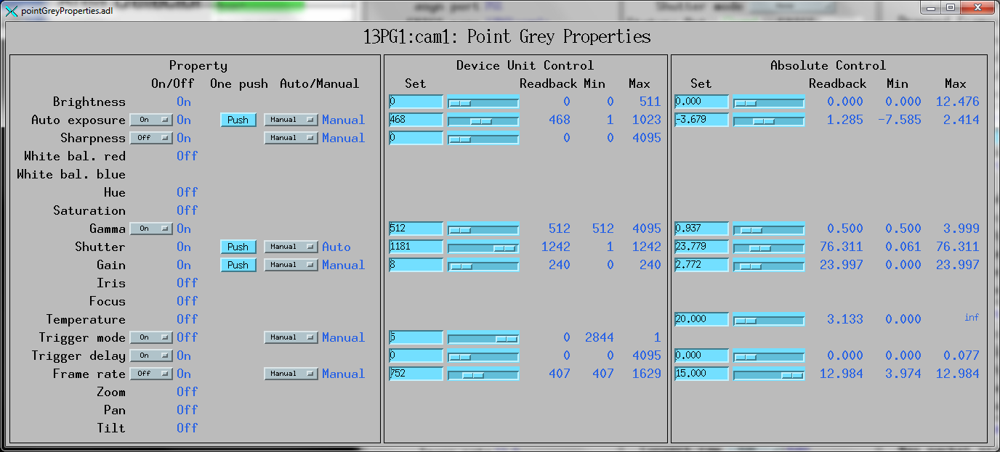 pointGreyProperties.adl
13PG1:cam1: Point Grey Properties
Property Device Unit Control Absolute Control
On/Off One push Auto/Manual Set Readback Min Max Set Readback Min Max
Brightness On 0 0 0 511 0.000 0.000 0.000 12.476
Auto exposure On On Push Manual Manual 468 468 1 1023 -3.679 1.285 -7.585 2.414
Sharpness Off On Manual Manual 0 0 0 4095
White bal. red Off
White bal. blue
Hue Off
Saturation Off
Gamma On On 512 512 512 4095 0.937 0.500 0.500 3.999
Shutter On Push Manual Auto 1181 1242 1 1242 23.779 76.311 0.061 76.311
Gain On Push Manual Manual 8 240 0 240 2.772 23.997 0.000 23.997
Iris Off
Focus Off
Temperature Off 20.000 3.133 0.000 inf
Trigger mode On Off Manual Manual 0 2844 1
Trigger delay On On 0 0 0 4095 0.000 0.000 0.000 0.077
Frame rate Off On Manual Manual 752 407 407 1629 15.000 12.984 3.974 12.984
Zoom Off
Pan Off
Tilt Off